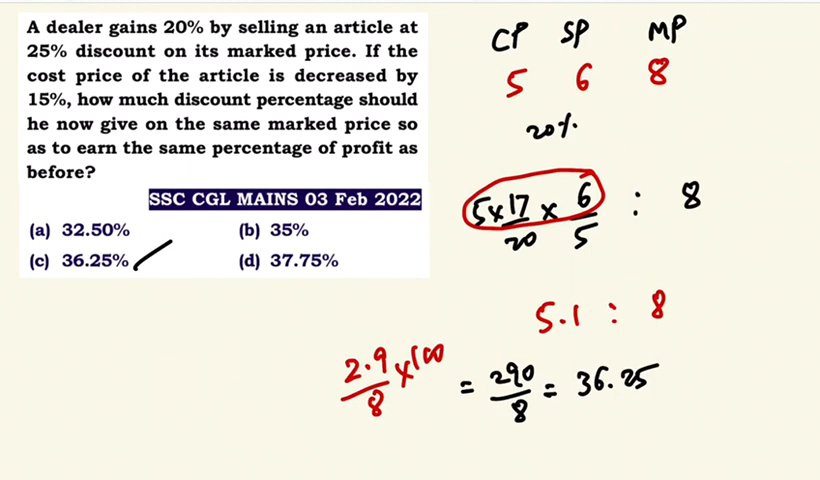 A dealer gains 20% by selling an article at
25% discount on its marked price. If the
cost price of the article is decreased by
15%, how much discount percentage should
he now give on the same marked price so
as to earn the same percentage of profit as
before?
SSC CGL MAINS 03 Feb 2022
(a) 32.50% (b) 35%
(c) 36.25% (d) 37.75%
CP SP MP
5 6 8
20%
5 × 17/20 × 6/5 : 8
5.1 : 8
2.9/8 × 100 = 290/8 = 36.25